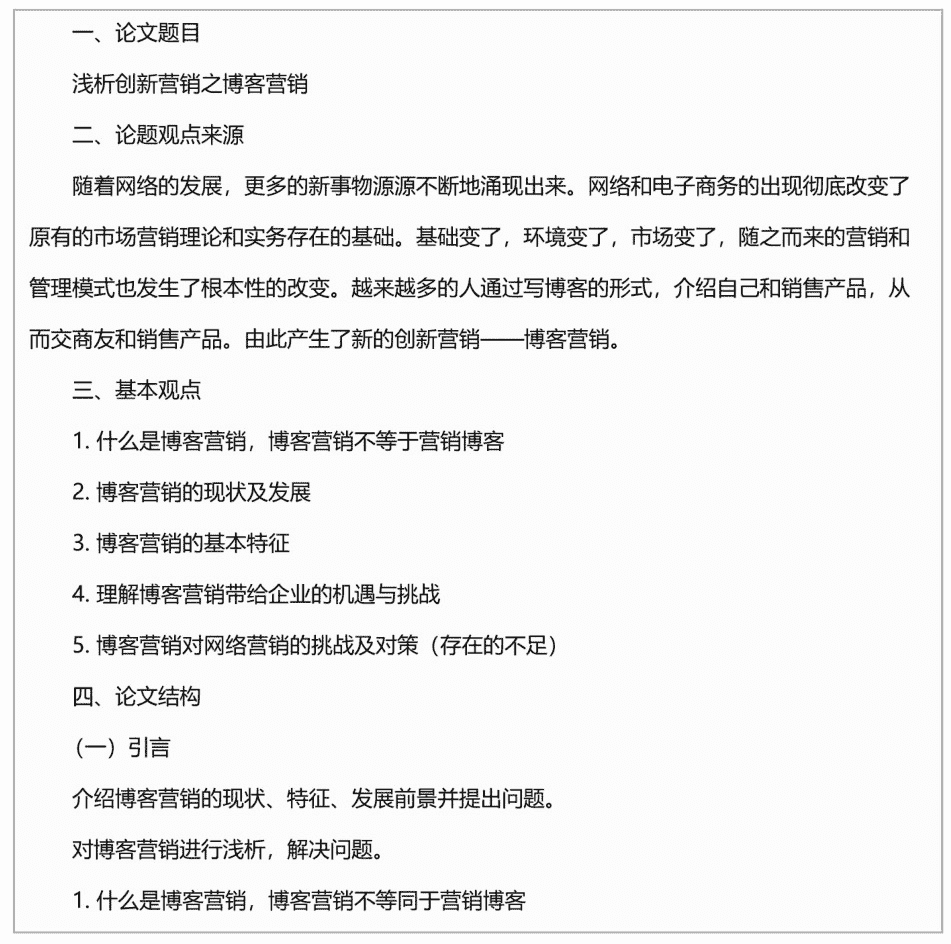 一、论文题目
浅析创新营销之博客营销
二、论题观点来源
随着网络的发展，更多的新事物源源不断地涌现出来。网络和电子商务的出现彻底改变了
原有的市场营销理论和实务存在的基础。基础变了，环境变了，市场变了，随之而来的营销和
管理模式也发生了根本性的改变。越来越多的人通过写博客的形式，介绍自己和销售产品，从
而交商友和销售产品。由此产生了新的创新营销——博客营销。
三、基本观点
1. 什么是博客营销，博客营销不等于营销博客
2. 博客营销的现状及发展
3. 博客营销的基本特征
4. 理解博客营销带给企业的机遇与挑战
5. 博客营销对网络营销的挑战及对策（存在的不足）
四、论文结构
（一）引言
介绍博客营销的现状、特征、发展前景并提出问题。
对博客营销进行浅析，解决问题。
1. 什么是博客营销，博客营销不等同于营销博客